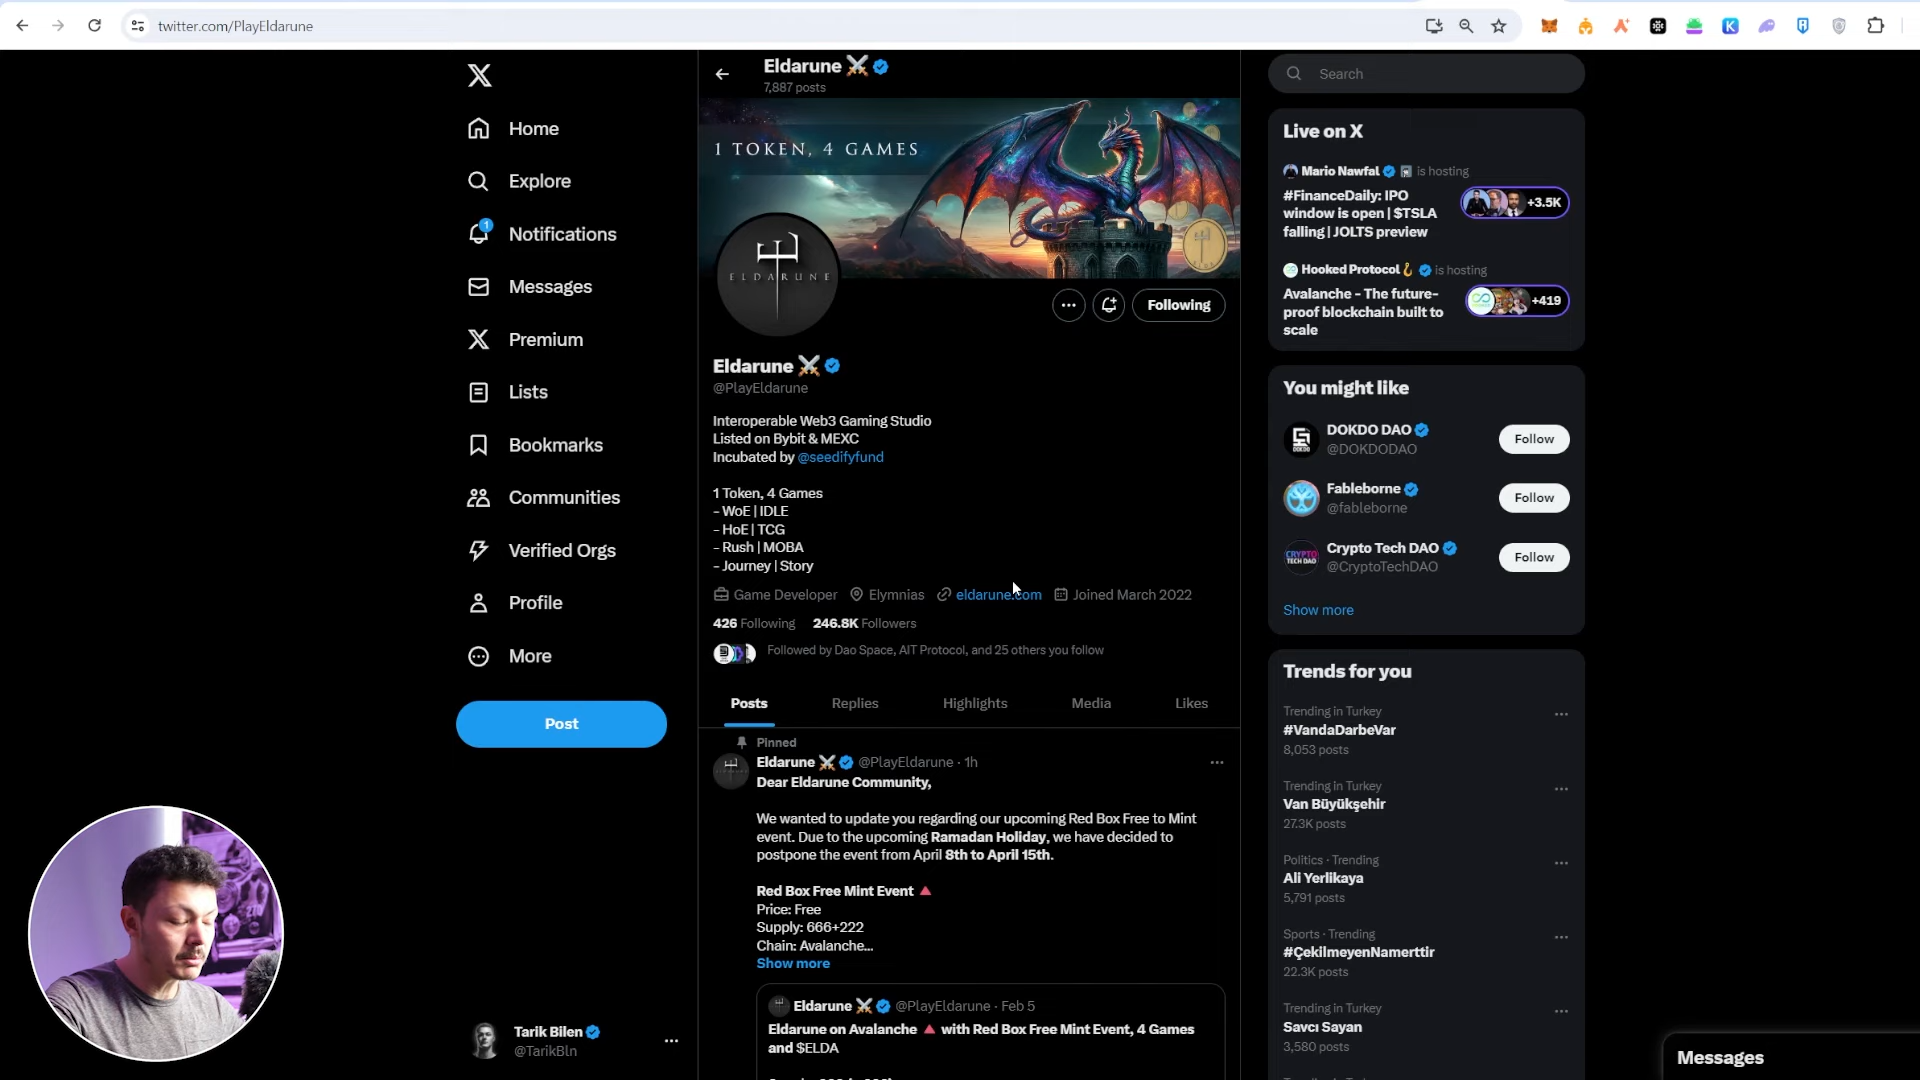 twitter.com/PlayEldarune
Home
Explore
1
Notifications
Messages
Premium
Lists
Bookmarks
Communities
Verified Orgs
Profile
More
Post
Tarik Bilen
@TarikBln
Eldarune
7,887 posts
1 TOKEN, 4 GAMES
ELDARUNE
Following
Eldarune
@PlayEldarune
Interoperable Web3 Gaming Studio
Listed on Bybit & MEXC
Incubated by @seedifyfund
1 Token, 4 Games
- WoE | IDLE
- HoE | TCG
- Rush | MOBA
- Journey | Story
Game Developer Elymnias eldarune.com Joined March 2022
426 Following 246.8K Followers
Followed by Dao Space, AIT Protocol, and 25 others you follow
Posts Replies Highlights Media Likes
Pinned
Eldarune @PlayEldarune · 1h
Dear Eldarune Community,
We wanted to update you regarding our upcoming Red Box Free to Mint
event. Due to the upcoming Ramadan Holiday, we have decided to
postpone the event from April 8th to April 15th.
Red Box Free Mint Event
Price: Free
Supply: 666+222
Chain: Avalanche...
Show more
Eldarune @PlayEldarune · Feb 5
Eldarune on Avalanche with Red Box Free Mint Event, 4 Games
and $ELDA
Search
Live on X
Mario Nawfal is hosting
#FinanceDaily: IPO
window is open | $TSLA
falling | JOLTS preview
+3.5K
Hooked Protocol is hosting
Avalanche - The future-
proof blockchain built to
scale
+419
You might like
DOKDO DAO
@DOKDODAO
Follow
Fableborne
@fableborne
Follow
Crypto Tech DAO
@CryptoTechDAO
Follow
Show more
Trends for you
Trending in Turkey
#VandaDarbeVar
8,053 posts
Trending in Turkey
Van Büyükşehir
27.3K posts
Politics · Trending
Ali Yerlikaya
5,791 posts
Sports · Trending
#ÇekilmeyenNamerttir
22.3K posts
Trending in Turkey
Savcı Sayan
3,580 posts
Messages